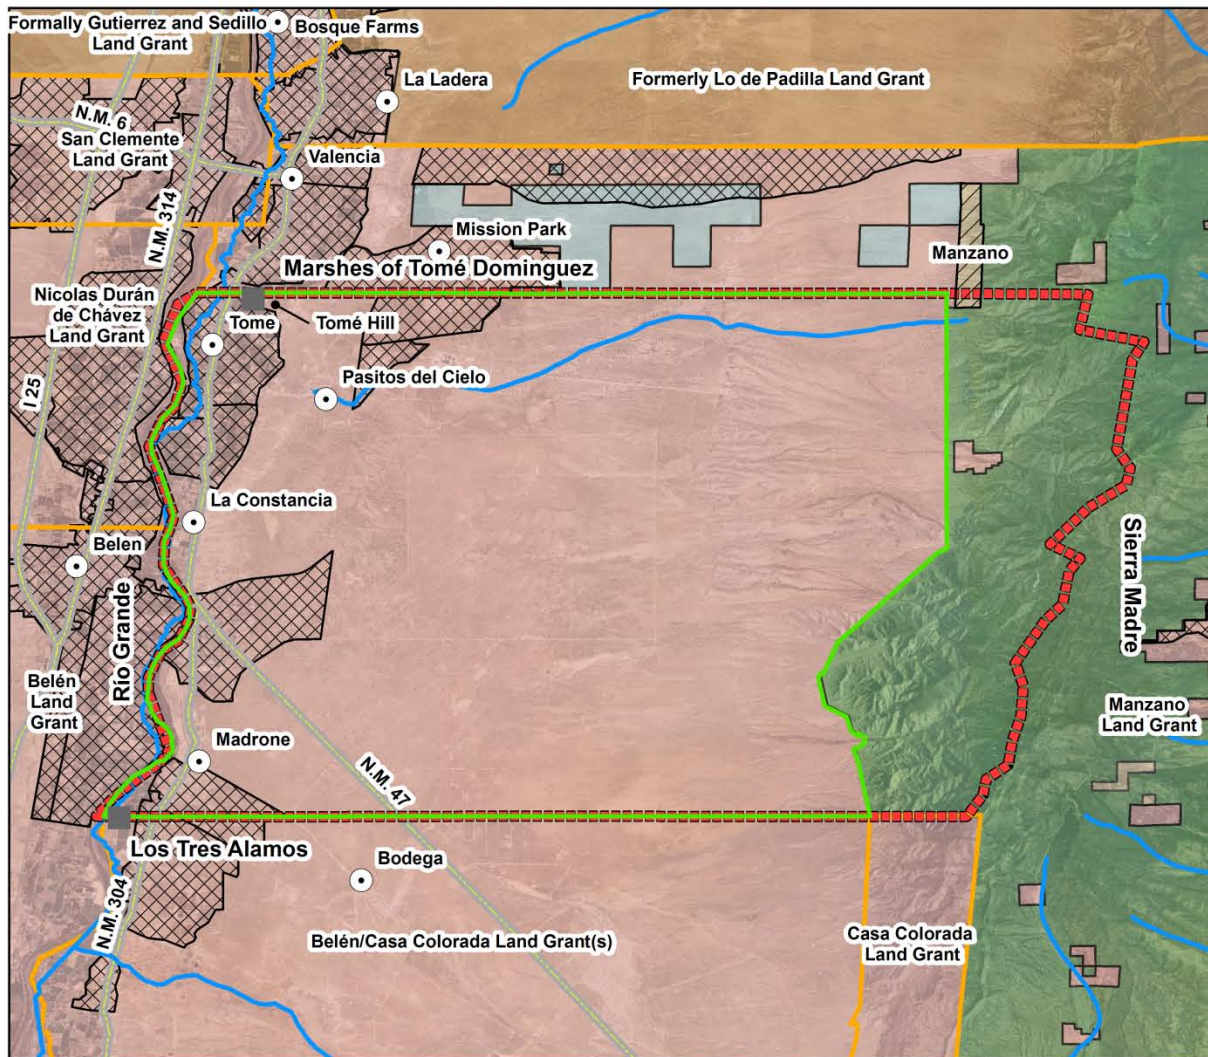 Formally Gutierrez and Sedillo
Land Grant
Bosque Farms
La Ladera
Formerly Lo de Padilla Land Grant
N.M. 6
San Clemente
Land Grant
Valencia
N.M. 314
Mission Park
Manzano
Marshes of Tomé Dominguez
Nicolas Durán
de Chávez
Land Grant
Tome
Tomé Hill
I 25
Pasitos del Cielo
La Constancia
Belen
Sierra Madre
Rio Grande
Belén
Land
Grant
Manzano
Land Grant
Madrone
N.M. 47
Los Tres Alamos
Bodega
N.M. 304
Belén/Casa Colorada Land Grant(s)
Casa Colorada
Land Grant